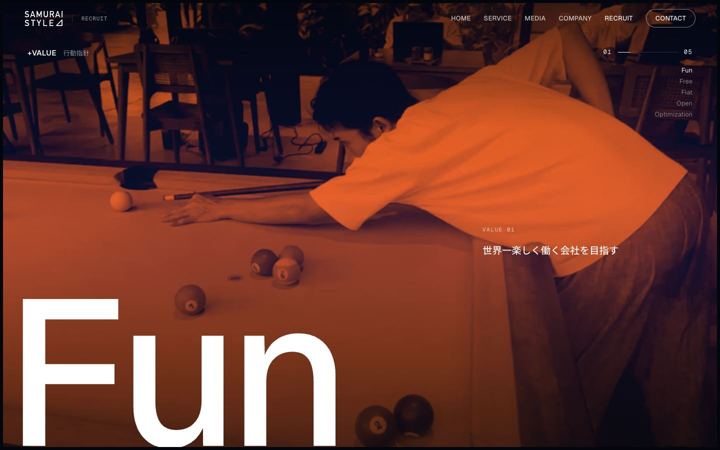 SAMURAI
STYLE
RECRUIT
HOME SERVICE MEDIA COMPANY RECRUIT CONTACT
+VALUE 行動指針
01 05
Fun
Free
Flat
Open
Optimization
VALUE 01
世界一楽しく働く会社を目指す
Fun